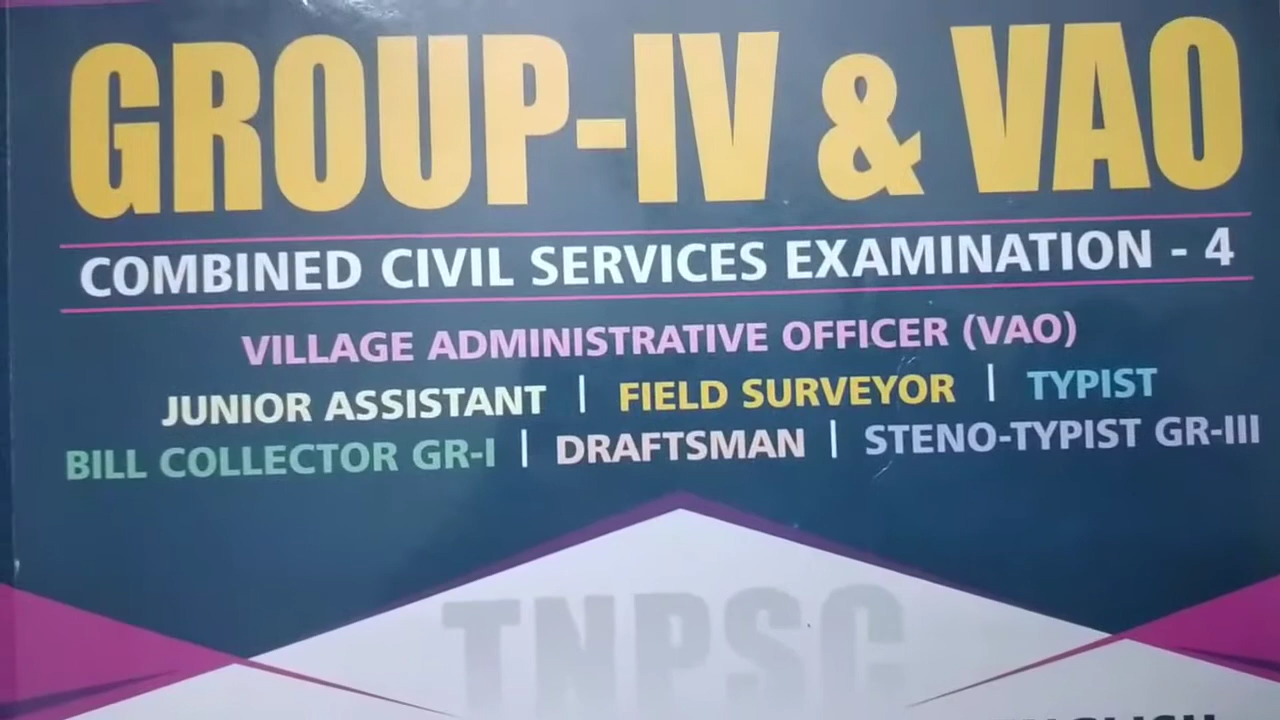 GROUP-IV & VAO
COMBINED CIVIL SERVICES EXAMINATION - 4
VILLAGE ADMINISTRATIVE OFFICER (VAO)
JUNIOR ASSISTANT | FIELD SURVEYOR | TYPIST
BILL COLLECTOR GR-I | DRAFTSMAN | STENO-TYPIST GR-III
TNPSC